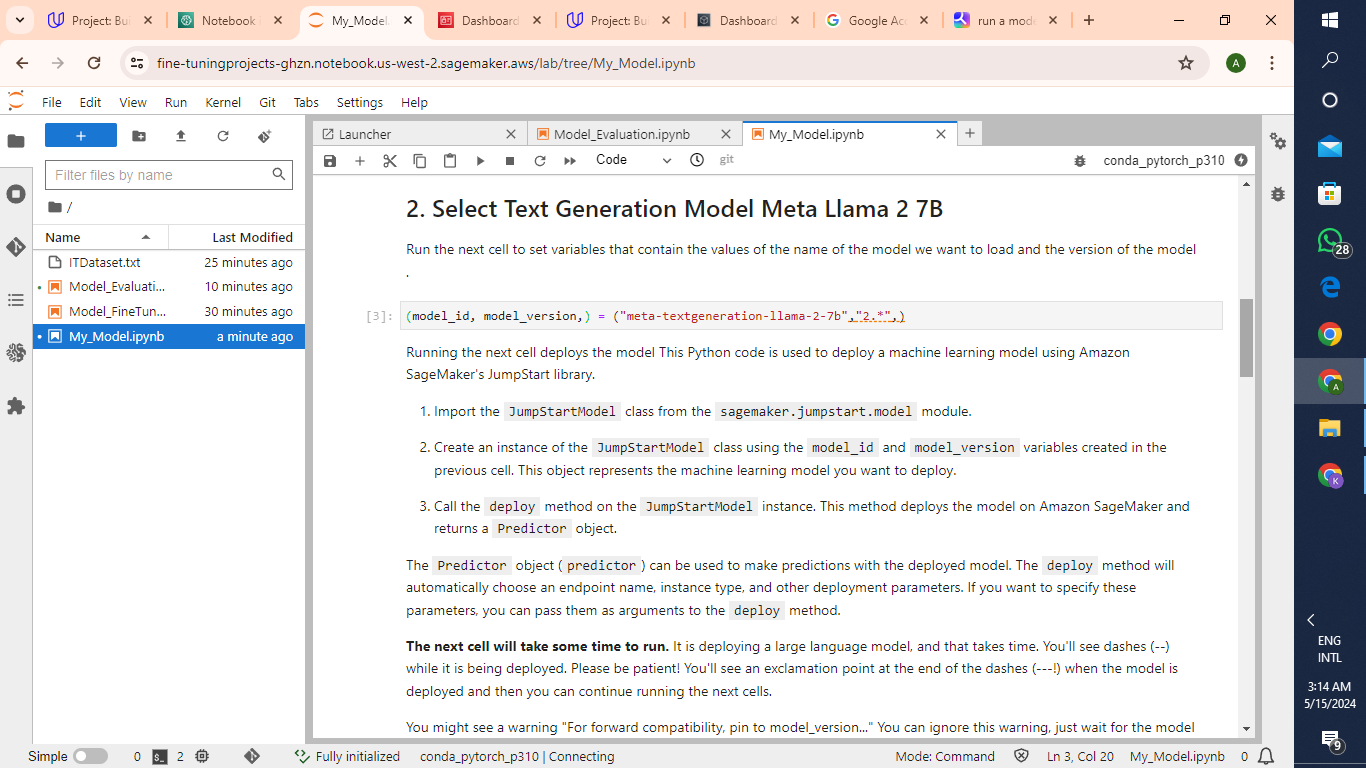 Project: Bui
Notebook
My_Model.
Dashboard
Project: Bui
Dashboard
Google Acc
run a mode
fine-tuningprojects-ghzn.notebook.us-west-2.sagemaker.aws/lab/tree/My_Model.ipynb
A
File Edit View Run Kernel Git Tabs Settings Help
Launcher
Model_Evaluation.ipynb
My_Model.ipynb
Code
git
conda_pytorch_p310
Filter files by name
/
Name Last Modified
ITDataset.txt 25 minutes ago
Model_Evaluati... 10 minutes ago
Model_FineTun... 30 minutes ago
My_Model.ipynb a minute ago
2. Select Text Generation Model Meta Llama 2 7B
Run the next cell to set variables that contain the values of the name of the model we want to load and the version of the model
.
[3]: (model_id, model_version,) = ("meta-textgeneration-llama-2-7b","2.*",)
Running the next cell deploys the model This Python code is used to deploy a machine learning model using Amazon
SageMaker's JumpStart library.
1. Import the JumpStartModel class from the sagemaker.jumpstart.model module.
2. Create an instance of the JumpStartModel class using the model_id and model_version variables created in the
previous cell. This object represents the machine learning model you want to deploy.
3. Call the deploy method on the JumpStartModel instance. This method deploys the model on Amazon SageMaker and
returns a Predictor object.
The Predictor object (predictor) can be used to make predictions with the deployed model. The deploy method will
automatically choose an endpoint name, instance type, and other deployment parameters. If you want to specify these
parameters, you can pass them as arguments to the deploy method.
The next cell will take some time to run. It is deploying a large language model, and that takes time. You'll see dashes (--)
while it is being deployed. Please be patient! You'll see an exclamation point at the end of the dashes (---!) when the model is
deployed and then you can continue running the next cells.
You might see a warning "For forward compatibility, pin to model_version..." You can ignore this warning, just wait for the model
Simple 0 $_ 2 Fully initialized conda_pytorch_p310 | Connecting Mode: Command Ln 3, Col 20 My_Model.ipynb 0
28
A
K
ENG
INTL
3:14 AM
5/15/2024
9